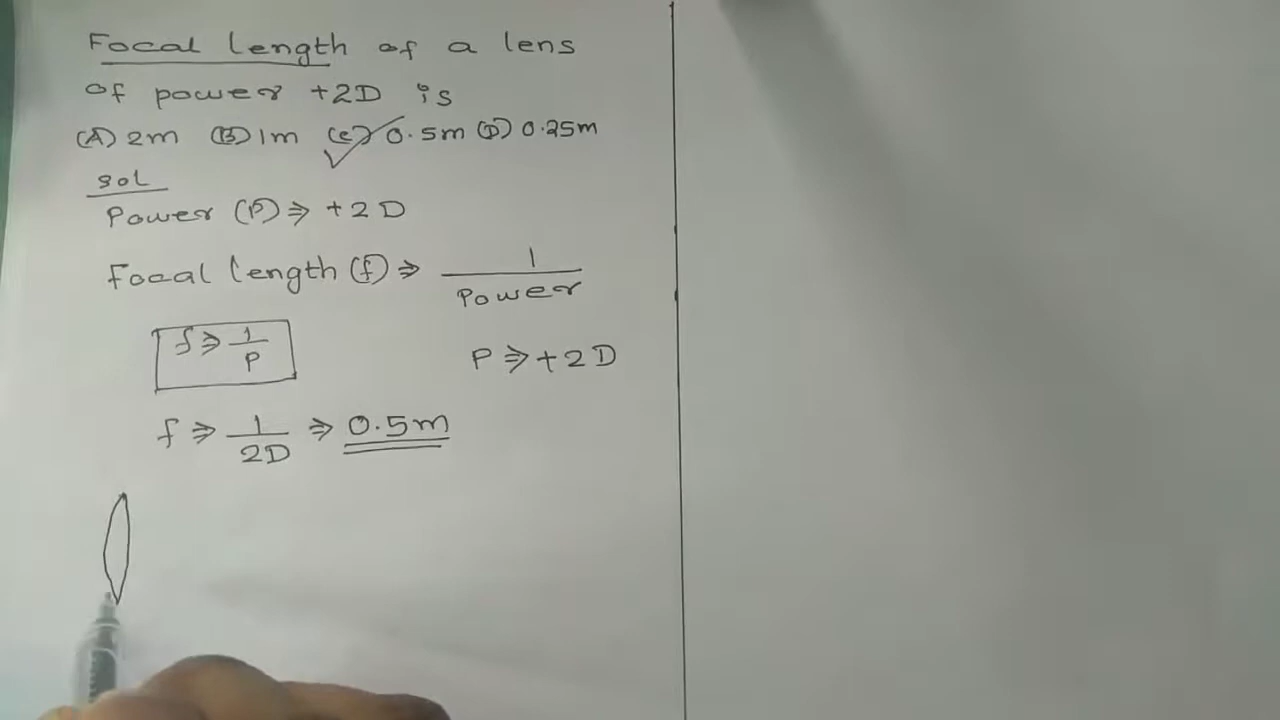 Focal length of a lens
of power +2D is
(A) 2m (B) 1m (c) 0.5m (D) 0.25m
sol
Power (P) ⇒ +2D
Focal length (f) ⇒ 1/Power
f ⇒ 1/P P ⇒ +2D
f ⇒ 1/2D ⇒ 0.5m